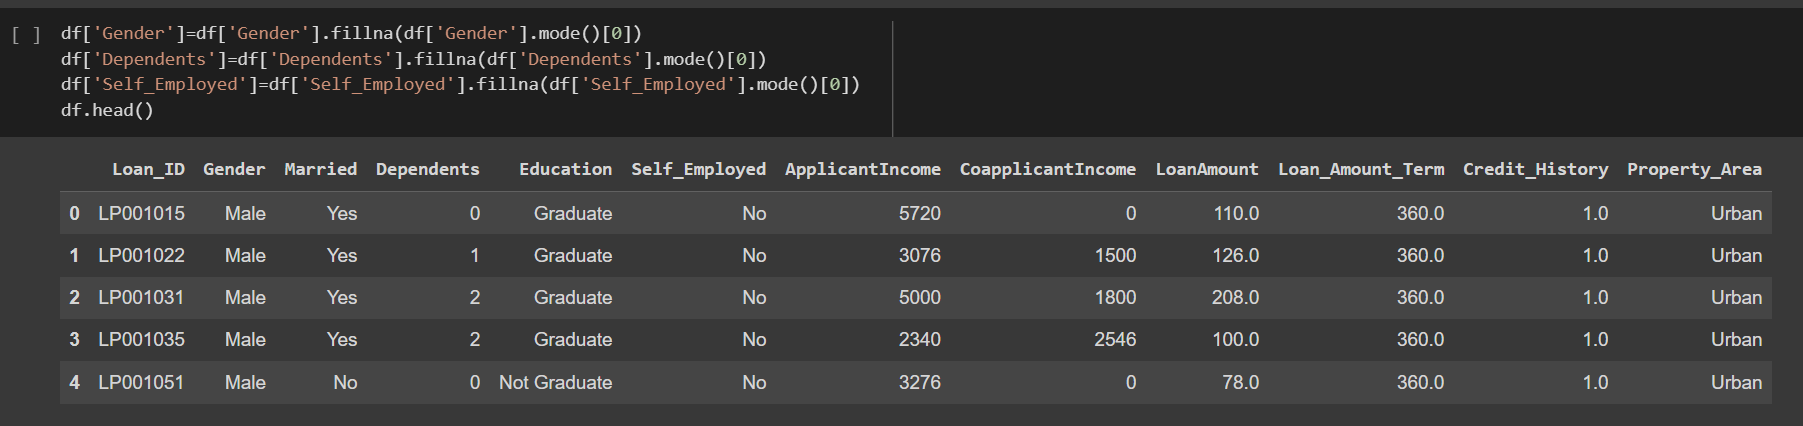 [ ] df['Gender']=df['Gender'].fillna(df['Gender'].mode()[0])
df['Dependents']=df['Dependents'].fillna(df['Dependents'].mode()[0])
df['Self_Employed']=df['Self_Employed'].fillna(df['Self_Employed'].mode()[0])
df.head()
Loan_ID Gender Married Dependents Education Self_Employed ApplicantIncome CoapplicantIncome LoanAmount Loan_Amount_Term Credit_History Property_Area
0 LP001015 Male Yes 0 Graduate No 5720 0 110.0 360.0 1.0 Urban
1 LP001022 Male Yes 1 Graduate No 3076 1500 126.0 360.0 1.0 Urban
2 LP001031 Male Yes 2 Graduate No 5000 1800 208.0 360.0 1.0 Urban
3 LP001035 Male Yes 2 Graduate No 2340 2546 100.0 360.0 1.0 Urban
4 LP001051 Male No 0 Not Graduate No 3276 0 78.0 360.0 1.0 Urban